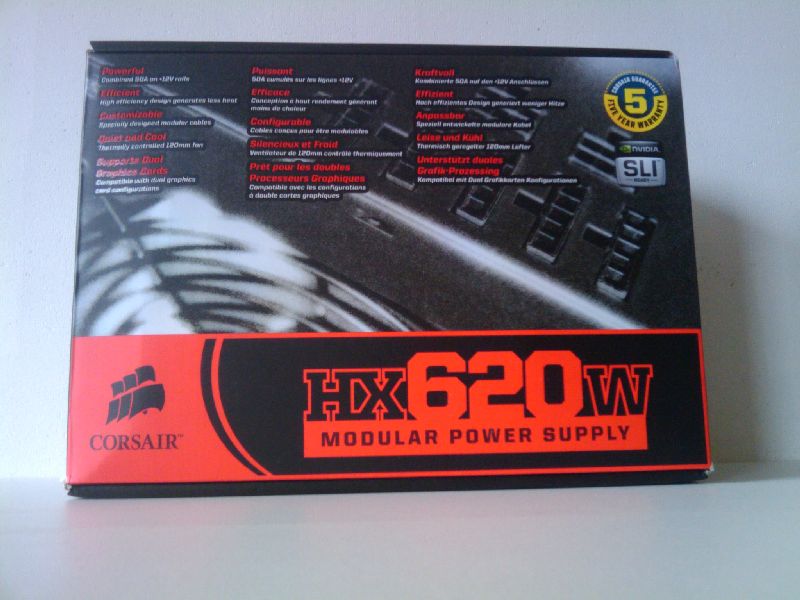 Powerful
Combined 50A on +12V rails
Efficient
High efficiency design generates less heat
Customizable
Specially designed modular cables
Quiet and Cool
Thermally controlled 120mm fan
Supports Dual
Graphics Cards
Compatible with dual graphics
card configurations
Puissant
50A cumulés sur les lignes +12V
Efficace
Conception a haut rendement générant
moins de chaleur
Configurable
Cables concus pour être modulables
Silencieux et Froid
Ventilateur de 120mm contrôlé thermiquement
Prêt pour les doubles
Processeurs Graphiques
Compatible avec les configurations
à double cartes graphiques
Kraftvoll
Kombinierte 50A auf den +12V Anschlüssen
Effizient
Hoch effizientes Design generiert weniger Hitze
Anpassbar
Speziell entwickelte modulare Kabel
Leise und Kühl
Thermisch geregelter 120mm Lüfter
Unterstützt duales
Grafik-Prozessing
Kompatibel mit Dual Grafikkarten Konfigurationen
CORSAIR GUARANTEE
5
FIVE YEAR WARRANTY
NVIDIA
SLI
READY
CORSAIR™
HX620W
MODULAR POWER SUPPLY